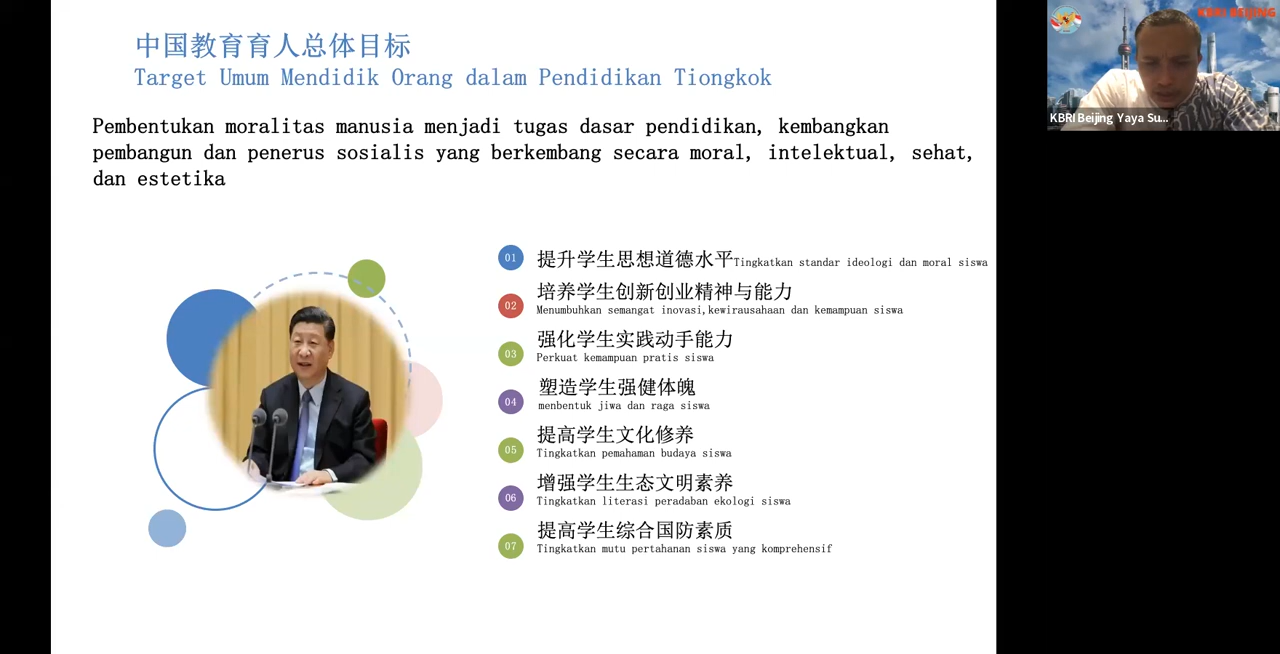 中国教育育人总体目标
Target Umum Mendidik Orang dalam Pendidikan Tiongkok
Pembentukan moralitas manusia menjadi tugas dasar pendidikan, kembangkan
pembangun dan penerus sosialis yang berkembang secara moral, intelektual, sehat,
dan estetika
01 提升学生思想道德水平Tingkatkan standar ideologi dan moral siswa
02 培养学生创新创业精神与能力
Menumbuhkan semangat inovasi,kewirausahaan dan kemampuan siswa
03 强化学生实践动手能力
Perkuat kemampuan pratis siswa
04 塑造学生强健体魄
menbentuk jiwa dan raga siswa
05 提高学生文化修养
Tingkatkan pemahaman budaya siswa
06 增强学生生态文明素养
Tingkatkan literasi peradaban ekologi siswa
07 提高学生综合国防素质
Tingkatkan mutu pertahanan siswa yang komprehensif
KBRI BEIJING
KBRI Beijing Yaya Su...